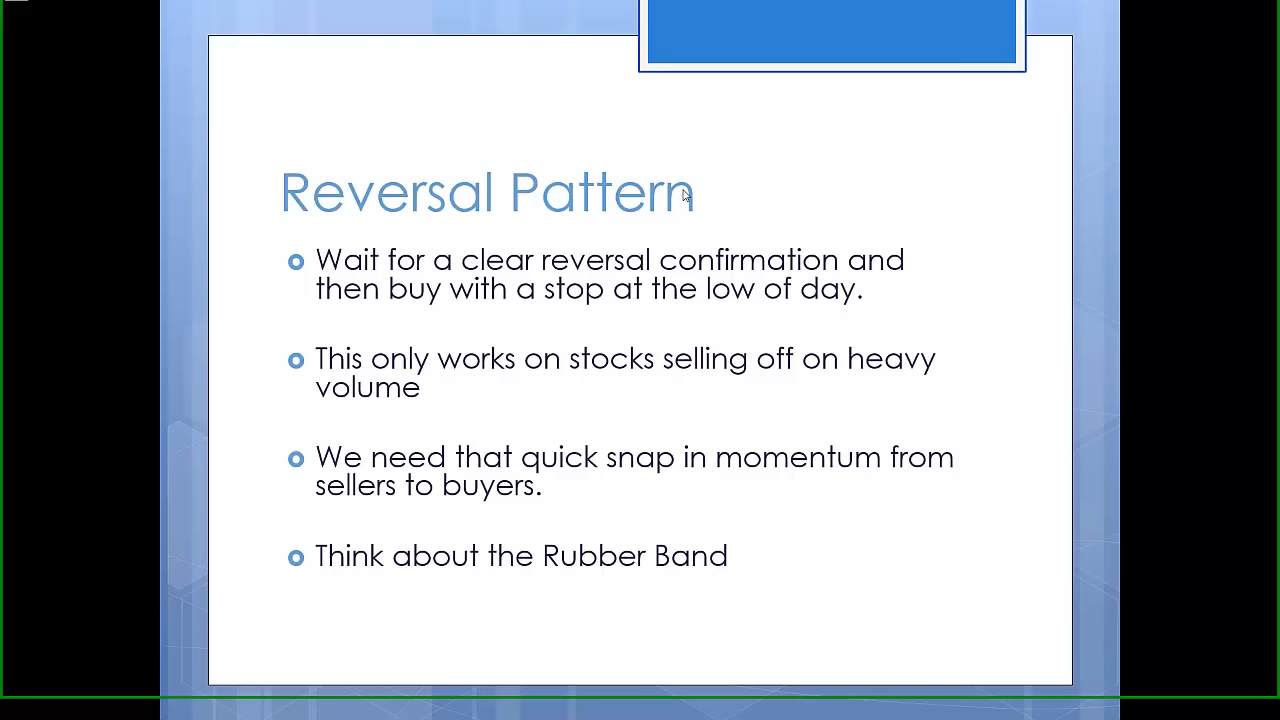 Reversal Pattern
Wait for a clear reversal confirmation and
then buy with a stop at the low of day.
This only works on stocks selling off on heavy
volume
We need that quick snap in momentum from
sellers to buyers.
Think about the Rubber Band